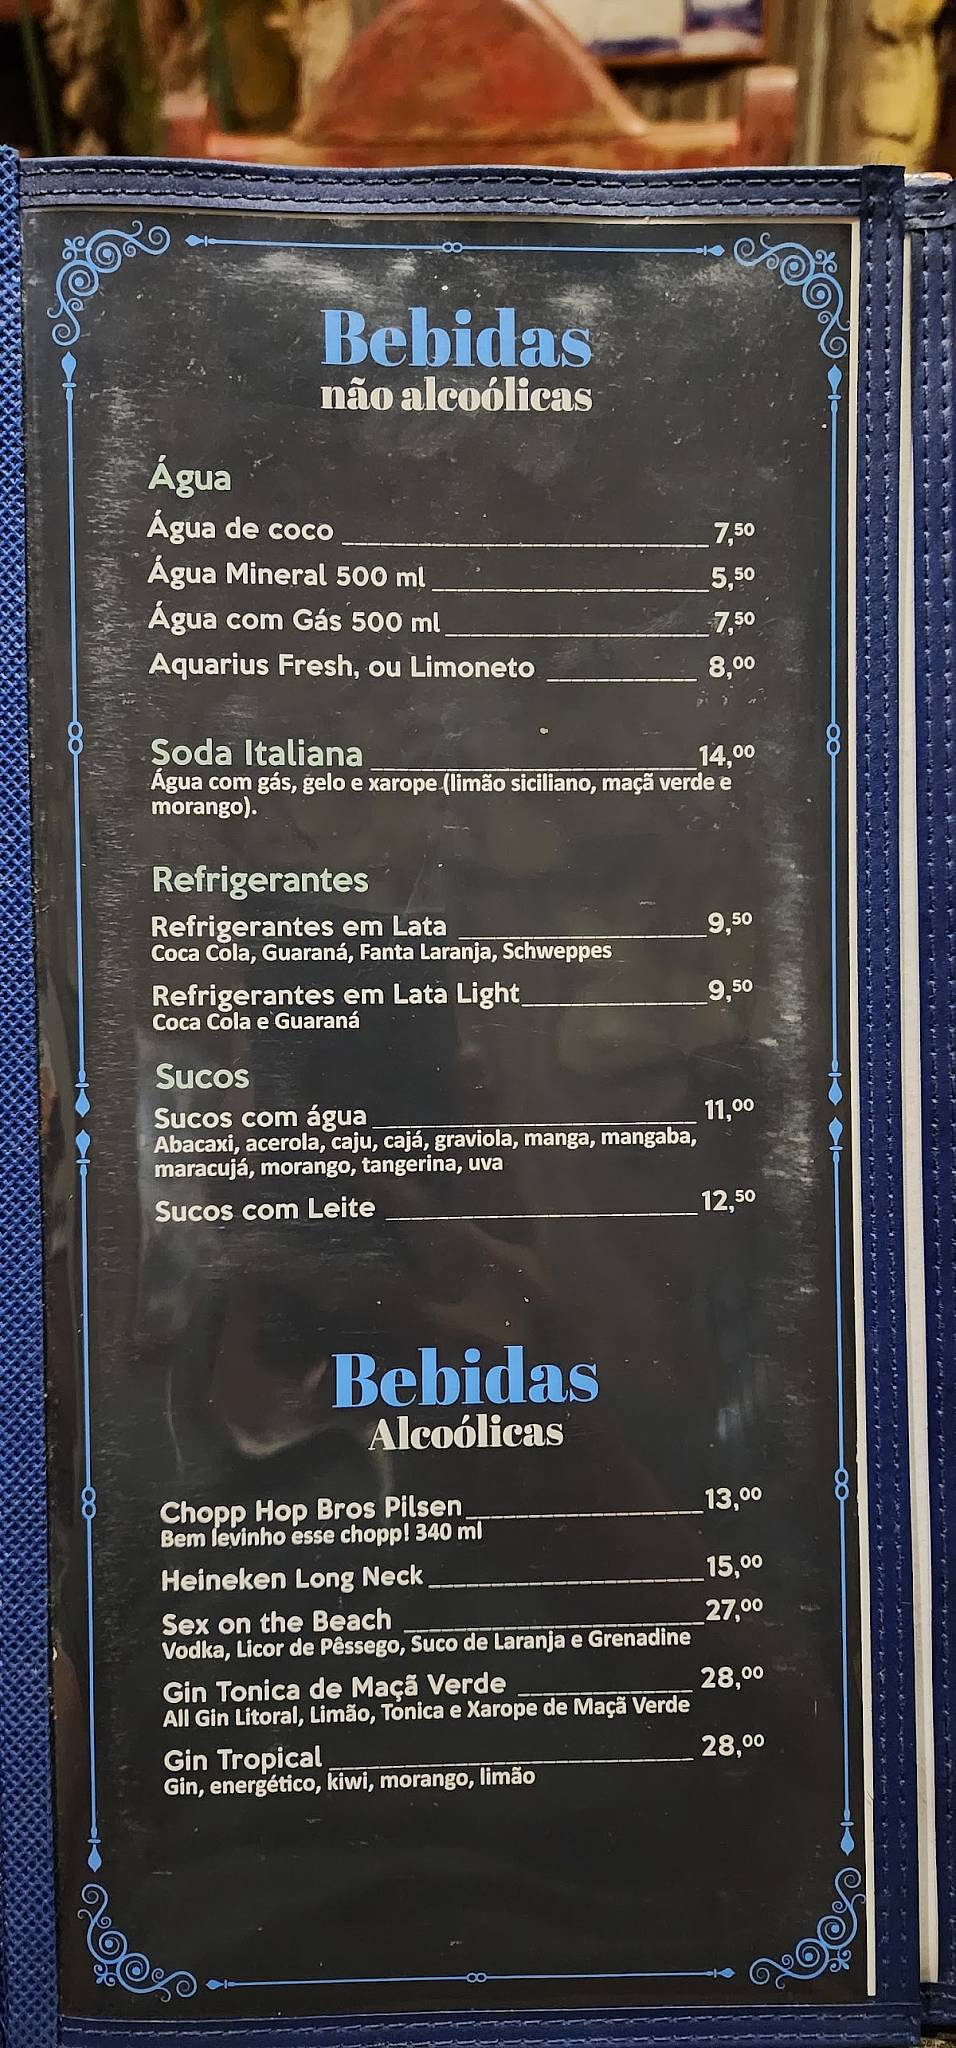 Bebidas
não alcoólicas
Água
Água de coco 7,50
Água Mineral 500 ml 5,50
Água com Gás 500 ml 7,50
Aquarius Fresh, ou Limoneto 8,00
Soda Italiana 14,00
Água com gás, gelo e xarope (limão siciliano, maçã verde e
morango).
Refrigerantes
Refrigerantes em Lata 9,50
Coca Cola, Guaraná, Fanta Laranja, Schweppes
Refrigerantes em Lata Light 9,50
Coca Cola e Guaraná
Sucos
Sucos com água 11,00
Abacaxi, acerola, caju, cajá, graviola, manga, mangaba,
maracujá, morango, tangerina, uva
Sucos com Leite 12,50
Bebidas
Alcoólicas
Chopp Hop Bros Pilsen 13,00
Bem levinho esse chopp! 340 ml
Heineken Long Neck 15,00
Sex on the Beach 27,00
Vodka, Licor de Pêssego, Suco de Laranja e Grenadine
Gin Tonica de Maçã Verde 28,00
All Gin Litoral, Limão, Tonica e Xarope de Maçã Verde
Gin Tropical 28,00
Gin, energético, kiwi, morango, limão